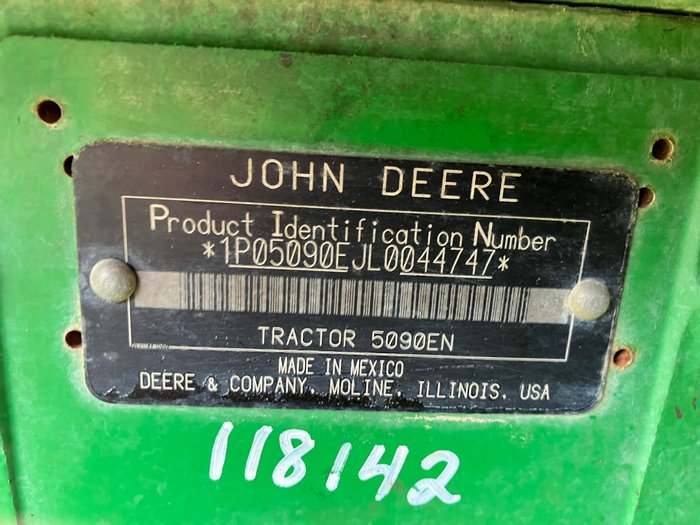 JOHN DEERE
Product Identification Number
*1P05090EJL0044747*
TRACTOR 5090EN
MADE IN MEXICO
DEERE & COMPANY, MOLINE, ILLINOIS, USA
118142